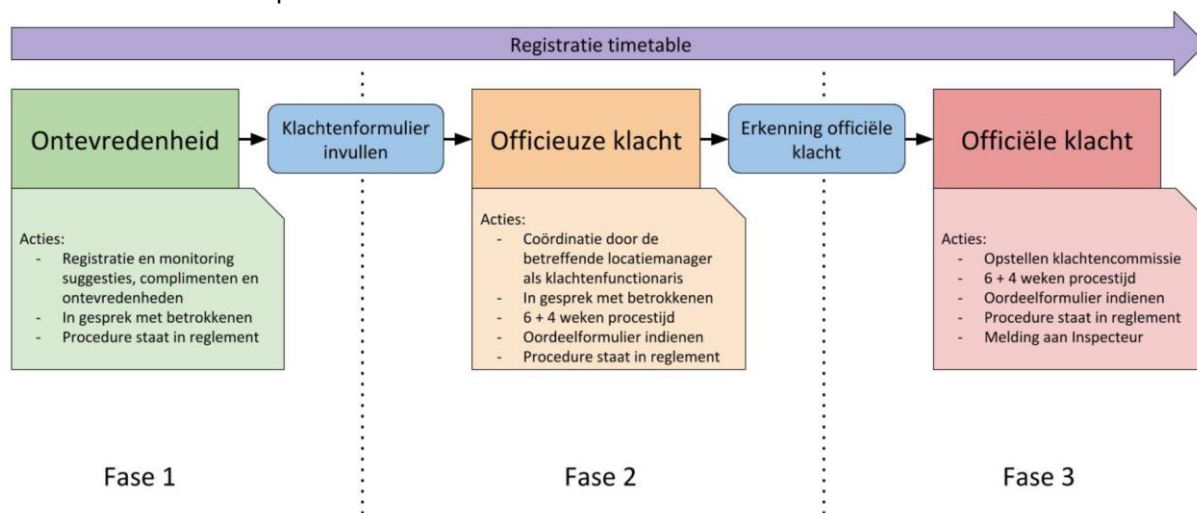 Registratie timetable
Ontevredenheid
Klachtenformulier
invullen
Officieuze klacht
Erkenning officiële
klacht
Officiële klacht
Acties:
- Registratie en monitoring
suggesties, complimenten en
ontevredenheden
- In gesprek met betrokkenen
- Procedure staat in reglement
Acties:
- Coördinatie door de
betreffende locatiemanager
als klachtenfunctionaris
- In gesprek met betrokkenen
- 6 + 4 weken procestijd
- Oordeelformulier indienen
- Procedure staat in reglement
Acties:
- Opstellen klachtencommissie
- 6 + 4 weken procestijd
- Oordeelformulier indienen
- Procedure staat in reglement
- Melding aan Inspecteur
Fase 1
Fase 2
Fase 3